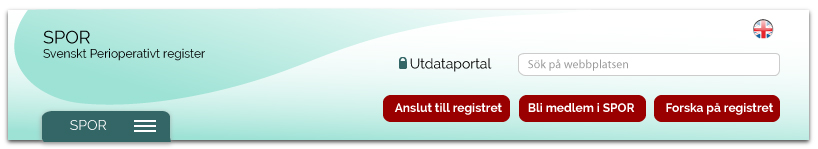 SPOR
Svenskt Perioperativt register
Utdataportal
Sök på webbplatsen
Anslut till registret
Bli medlem i SPOR
Forska på registret
SPOR